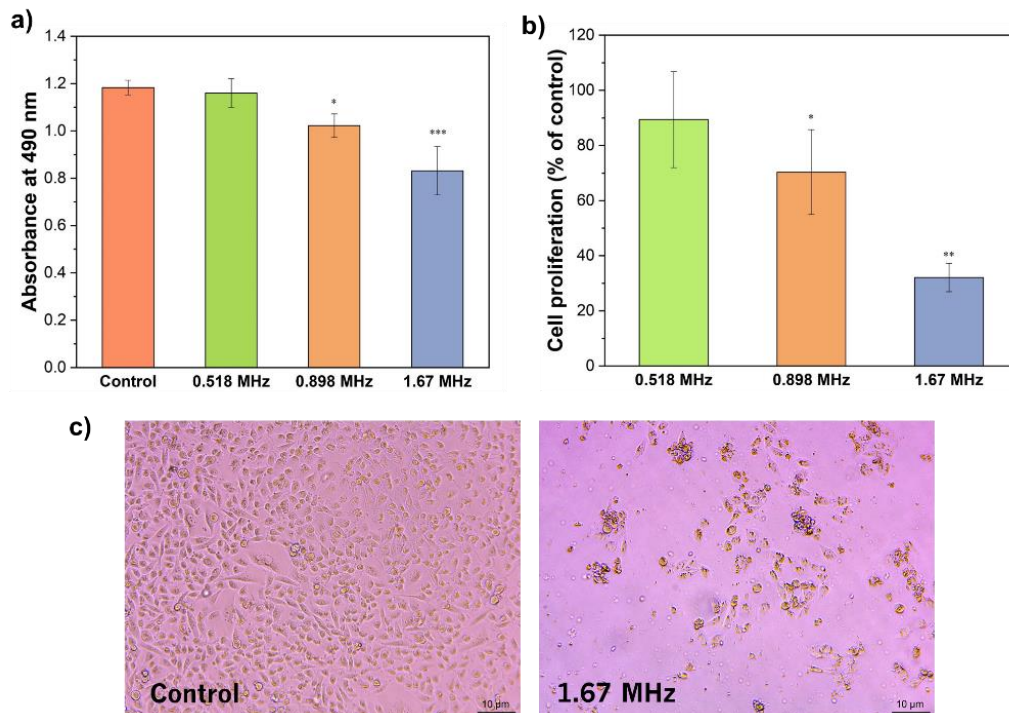 a)
Absorbance at 490 nm
1.4
1.2
1.0
0.8
0.6
0.4
0.2
0.0
*
***
Control 0.518 MHz 0.898 MHz 1.67 MHz
b)
Cell proliferation (% of control)
120
100
80
60
40
20
0
*
**
0.518 MHz 0.898 MHz 1.67 MHz
c)
Control
10 µm
1.67 MHz
10 µm